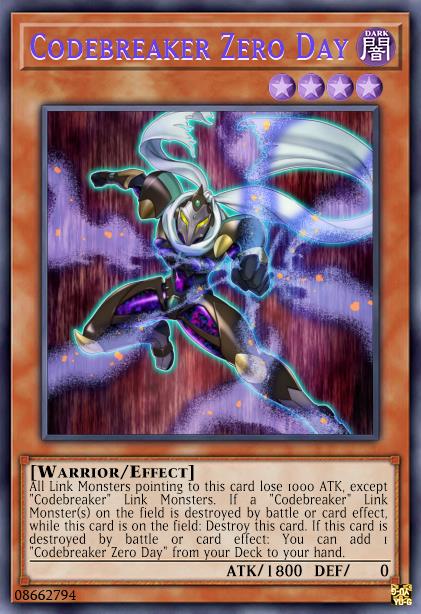 CODEBREAKER ZERO DAY
DARK
闇
[WARRIOR/EFFECT]
All Link Monsters pointing to this card lose 1000 ATK, except
"Codebreaker" Link Monsters. If a "Codebreaker" Link
Monster(s) on the field is destroyed by battle or card effect,
while this card is on the field: Destroy this card. If this card is
destroyed by battle or card effect: You can add 1
"Codebreaker Zero Day" from your Deck to your hand.
ATK/1800 DEF/ 0
08662794